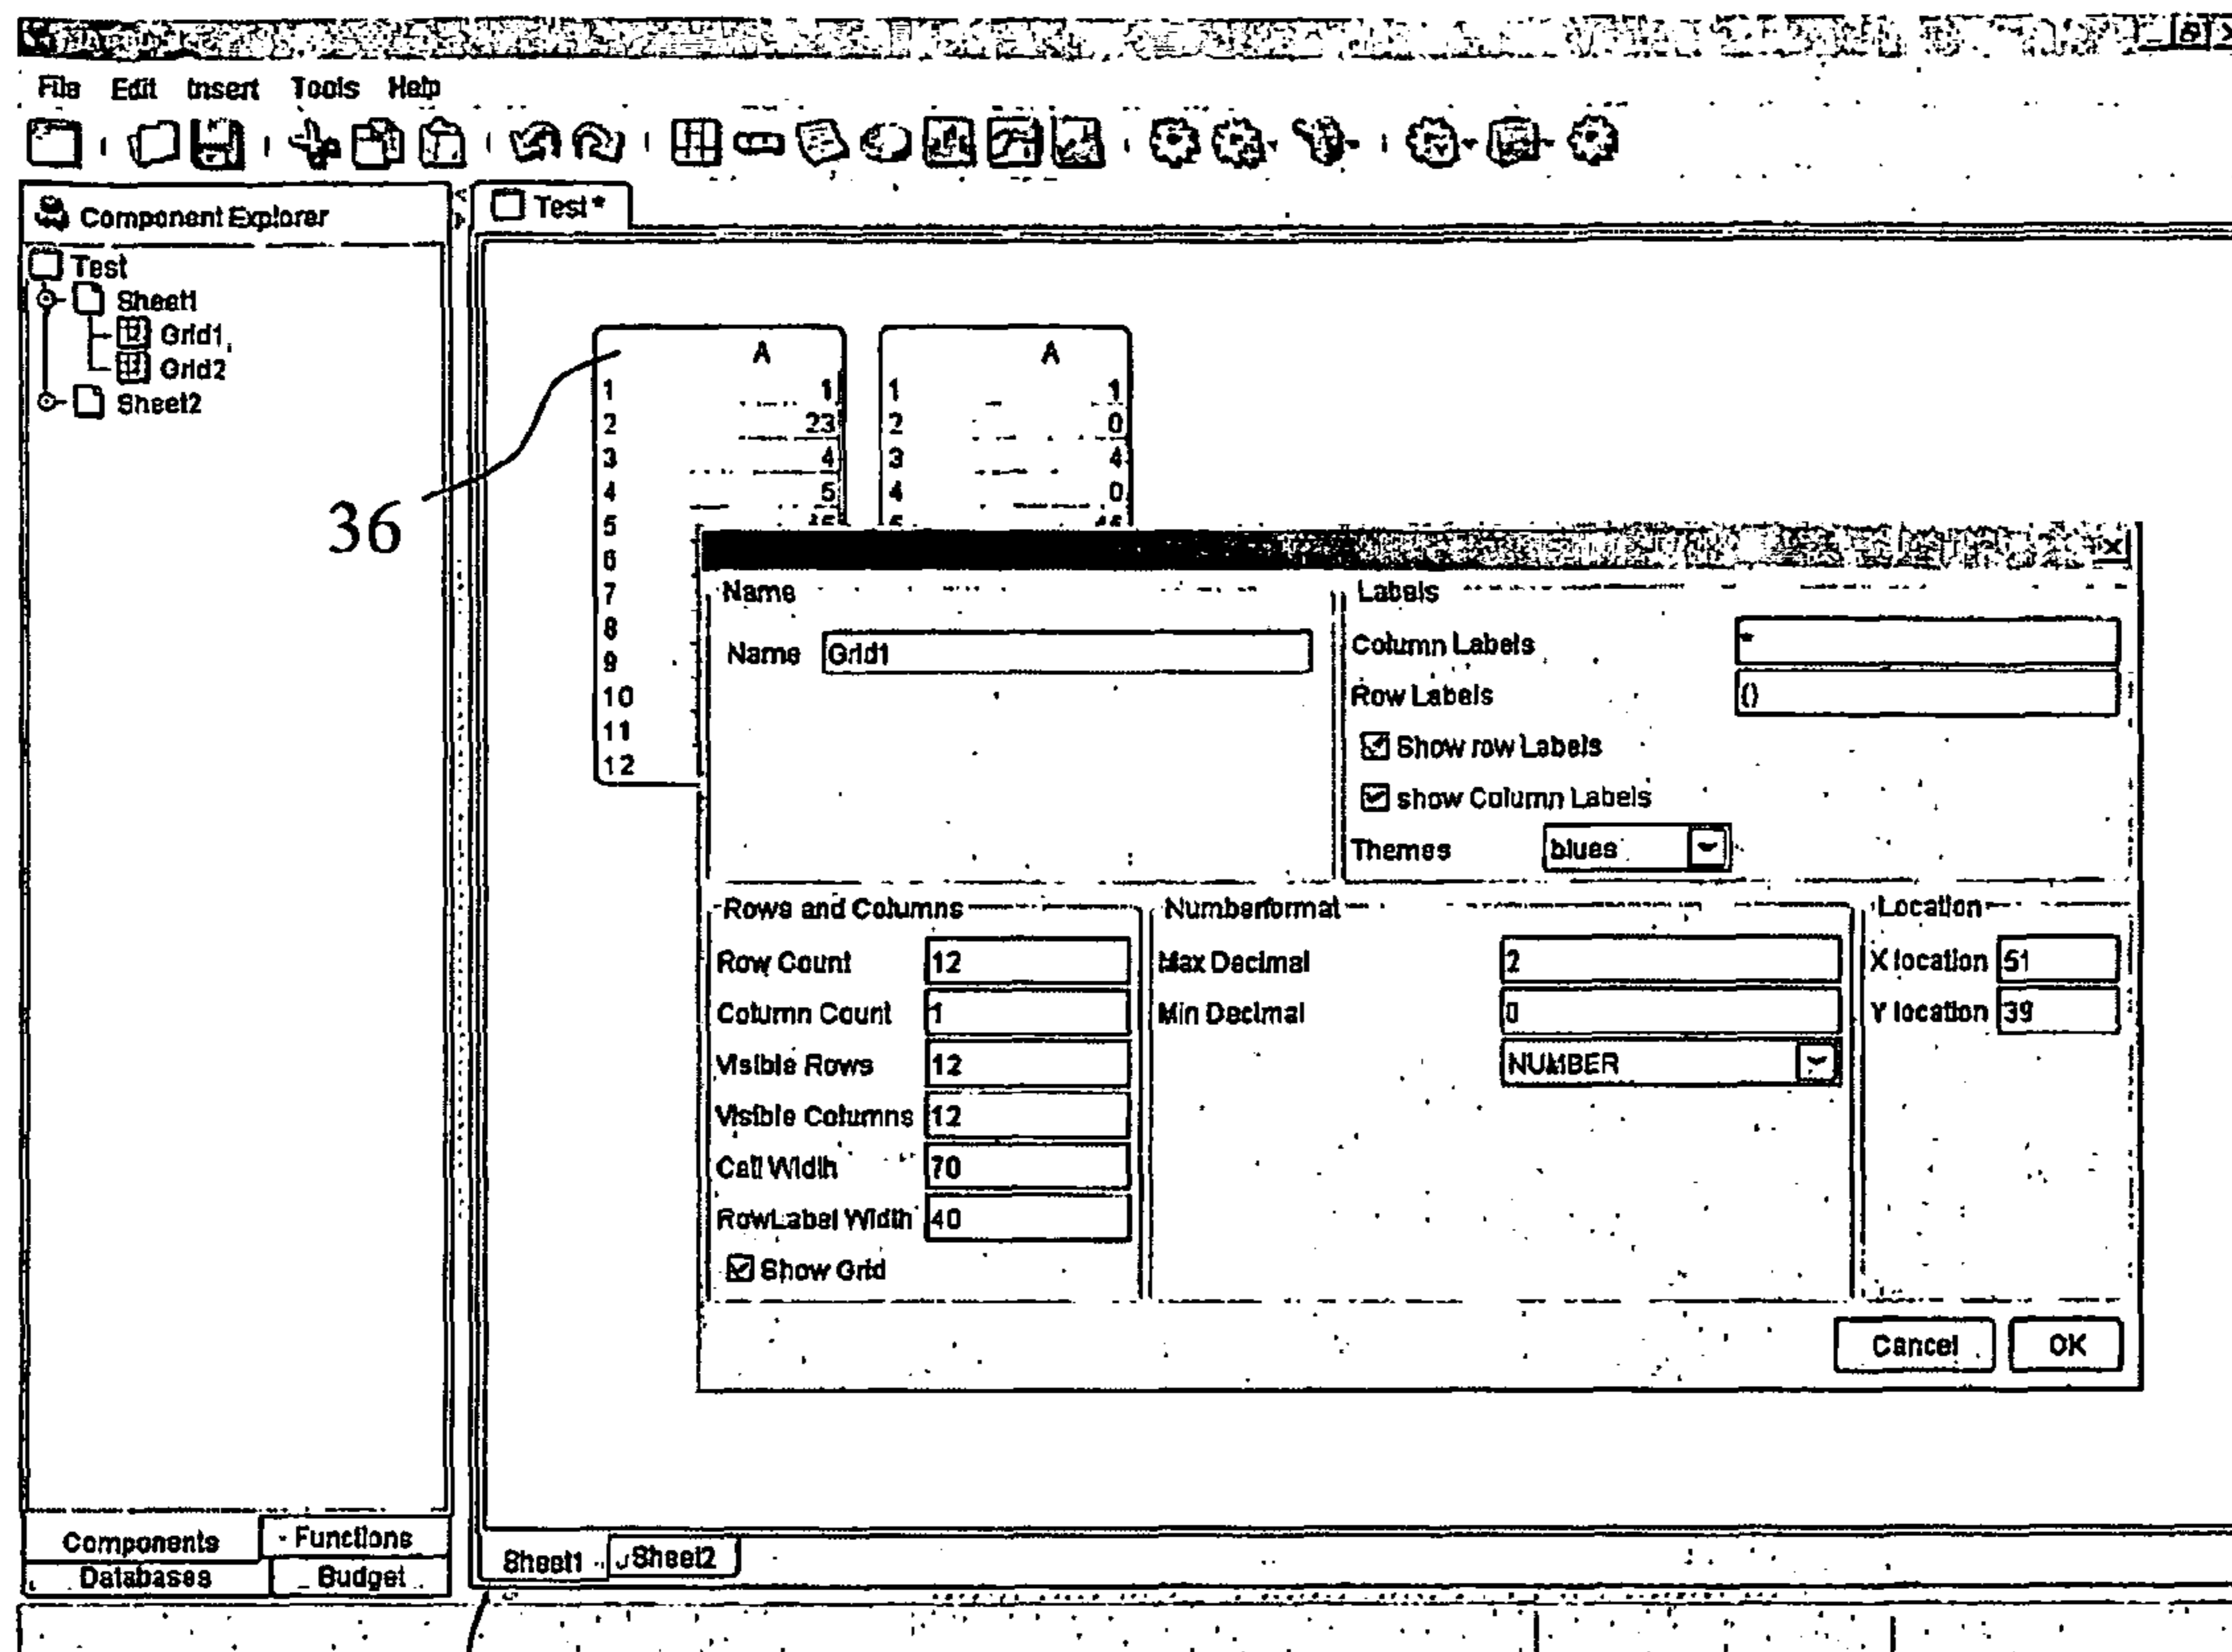 File Edit Insert Tools Help
Component Explorer
Test
Sheet1
Grid1
Grid2
Sheet2
Test*
A
1 1
2 23
3 4
4 5
5
6
7
8
9
10
11
12
A
1 1
2 0
3 4
4 0
36
Name
Name Grid1
Labels
Column Labels *
Row Labels ()
Show row Labels
show Column Labels
Themes blues
Rows and Columns
Row Count 12
Column Count 1
Visible Rows 12
Visible Columns 12
Cell Width 70
RowLabel Width 40
Show Grid
Numberformat
Max Decimal 2
Min Decimal 0
NUMBER
Location
X location 51
Y location 39
Cancel OK
Components Functions
Databases Budget
Sheet1 Sheet2